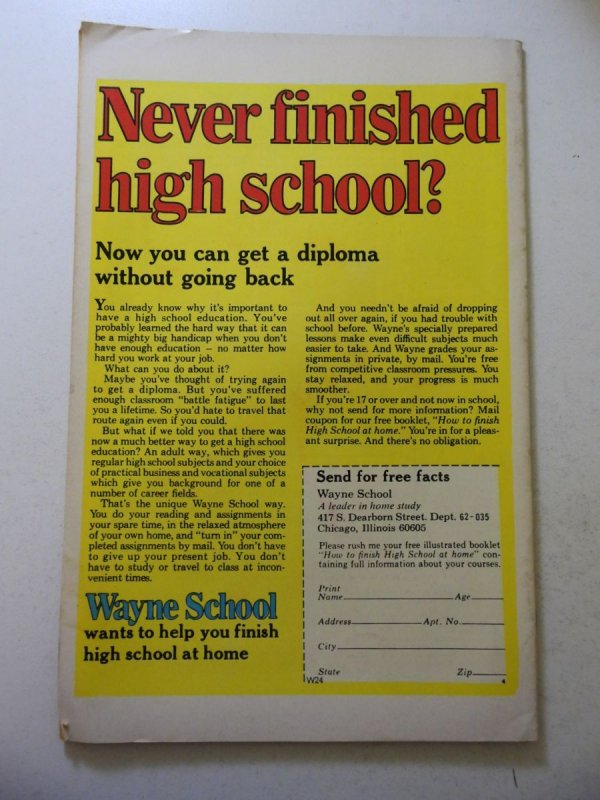 Never finished
high school?
Now you can get a diploma
without going back
You already know why it's important to
have a high school education. You've
probably learned the hard way that it can
be a mighty big handicap when you don't
have enough education – no matter how
hard you work at your job.
What can you do about it?
Maybe you've thought of trying again
to get a diploma. But you've suffered
enough classroom "battle fatigue" to last
you a lifetime. So you'd hate to travel that
route again even if you could.
But what if we told you that there was
now a much better way to get a high school
education? An adult way, which gives you
regular high school subjects and your choice
of practical business and vocational subjects
which give you background for one of a
number of career fields.
That's the unique Wayne School way.
You do your reading and assignments in
your spare time, in the relaxed atmosphere
of your own home, and "turn in" your com-
pleted assignments by mail. You don't have
to give up your present job. You don't
have to study or travel to class at incon-
venient times.
Wayne School
wants to help you finish
high school at home
And you needn't be afraid of dropping
out all over again, if you had trouble with
school before. Wayne's specially prepared
lessons make even difficult subjects much
easier to take. And Wayne grades your as-
signments in private, by mail. You're free
from competitive classroom pressures. You
stay relaxed, and your progress is much
smoother.
If you're 17 or over and not now in school,
why not send for more information? Mail
coupon for our free booklet, "How to finish
High School at home." You're in for a pleas-
ant surprise. And there's no obligation.
Send for free facts
Wayne School
A leader in home study
417 S. Dearborn Street. Dept. 62-035
Chicago, Illinois 60605
Please rush me your free illustrated booklet
"How to finish High School at home" con-
taining full information about your courses.
Print
Name Age
Address Apt. No.
City
State Zip
W24 4